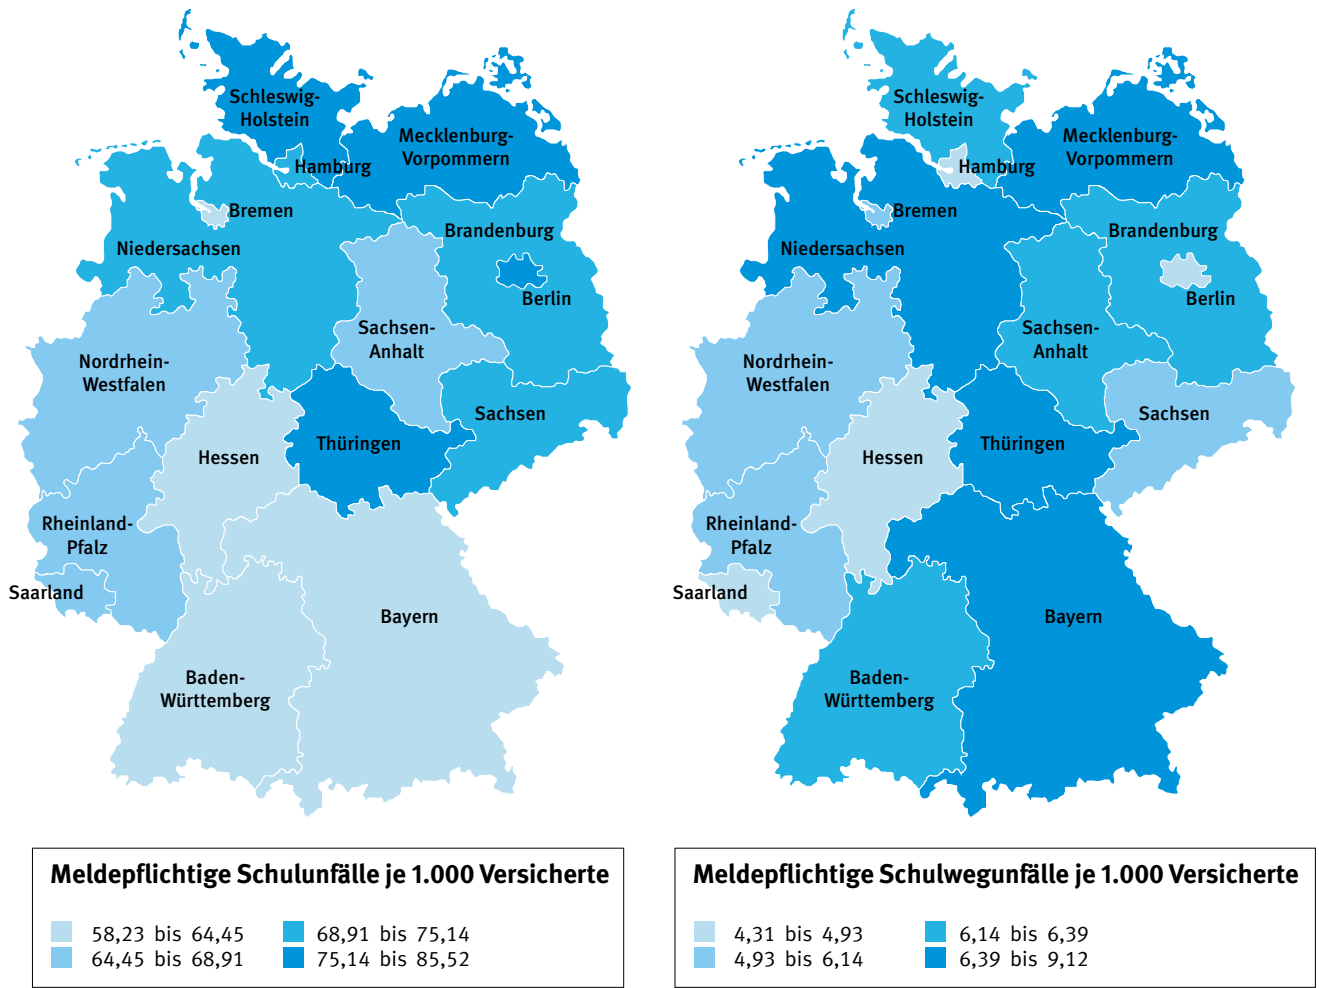 Schleswig-
Holstein
Mecklenburg-
Vorpommern
Hamburg
Bremen
Brandenburg
Niedersachsen
Berlin
Sachsen-
Anhalt
Nordrhein-
Westfalen
Sachsen
Thüringen
Hessen
Rheinland-
Pfalz
Saarland
Bayern
Baden-
Württemberg
Meldepflichtige Schulunfälle je 1.000 Versicherte
58,23 bis 64,45
64,45 bis 68,91
68,91 bis 75,14
75,14 bis 85,52
Schleswig-
Holstein
Mecklenburg-
Vorpommern
Hamburg
Bremen
Brandenburg
Niedersachsen
Berlin
Sachsen-
Anhalt
Nordrhein-
Westfalen
Sachsen
Thüringen
Hessen
Rheinland-
Pfalz
Saarland
Bayern
Baden-
Württemberg
Meldepflichtige Schulwegunfälle je 1.000 Versicherte
4,31 bis 4,93
4,93 bis 6,14
6,14 bis 6,39
6,39 bis 9,12